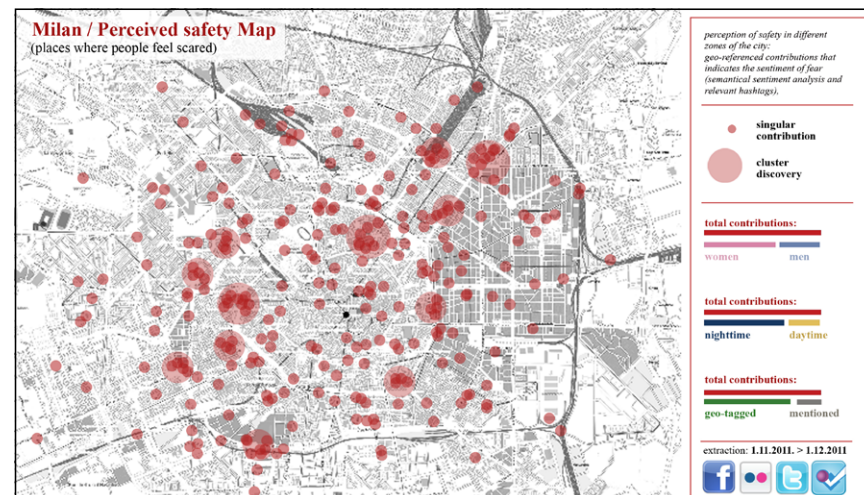 Milan / Perceived safety Map
(places where people feel scared)
perception of safety in different
zones of the city:
geo-referenced contributions that
indicates the sentiment of fear
(semantical sentiment analysis and
relevant hashtags).
singular
contribution
cluster
discovery
total contributions:
women men
total contributions:
nighttime daytime
total contributions:
geo-tagged mentioned
extraction: 1.11.2011. > 1.12.2011